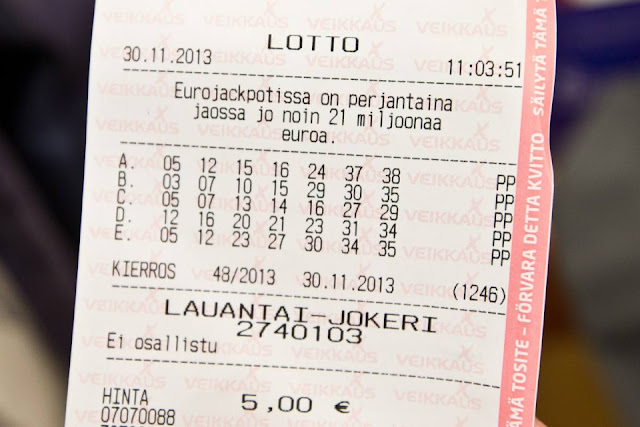 LOTTO
30.11.2013 11:03:51
Eurojackpotissa on perjantaina
jaossa jo noin 21 miljoonaa
euroa.
A. 05 12 15 16 24 37 38 PP
B. 03 07 10 15 29 30 35 PP
C. 05 07 13 14 16 27 29 PP
D. 12 16 20 21 23 31 34 PP
E. 05 12 23 27 30 34 35 PP
KIERROS 48/2013 30.11.2013 (1246)
LAUANTAI-JOKERI
2740103
Ei osallistu
HINTA 5,00 €
07070088
ÄMÄ TOSITE – FÖRVARA DETTA KVITTO SÄILYTÄ TÄMÄ T
VEIKKAUS